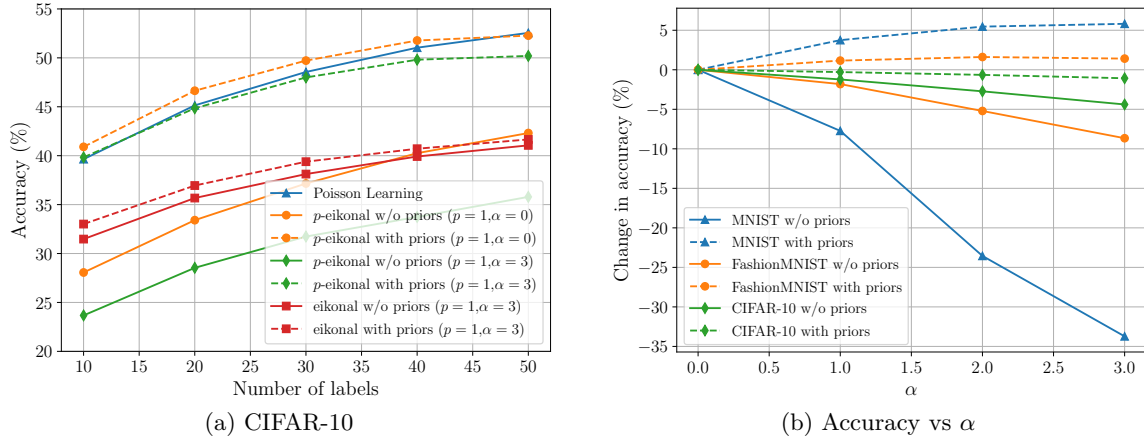 55
50
45
40
35
30
25
20
Accuracy (%)
10
15
20
25
30
35
40
45
50
Number of labels
Poisson Learning
p-eikonal w/o priors (p = 1,α = 0)
p-eikonal with priors (p = 1,α = 0)
p-eikonal w/o priors (p = 1,α = 3)
p-eikonal with priors (p = 1,α = 3)
eikonal w/o priors (p = 1,α = 3)
eikonal with priors (p = 1,α = 3)
(a) CIFAR-10
5
0
−5
−10
−15
−20
−25
−30
−35
Change in accuracy (%)
0.0
0.5
1.0
1.5
2.0
2.5
3.0
α
MNIST w/o priors
MNIST with priors
FashionMNIST w/o priors
FashionMNIST with priors
CIFAR-10 w/o priors
CIFAR-10 with priors
(b) Accuracy vs α